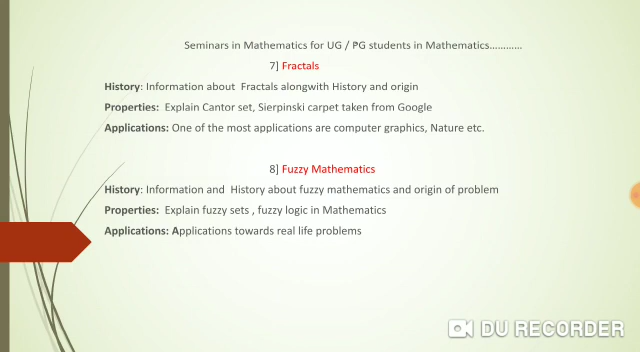 Seminars in Mathematics for UG / PG students in Mathematics…………
7] Fractals
History: Information about Fractals alongwith History and origin
Properties: Explain Cantor set, Sierpinski carpet taken from Google
Applications: One of the most applications are computer graphics, Nature etc.
8] Fuzzy Mathematics
History: Information and History about fuzzy mathematics and origin of problem
Properties: Explain fuzzy sets , fuzzy logic in Mathematics
Applications: Applications towards real life problems
DU RECORDER